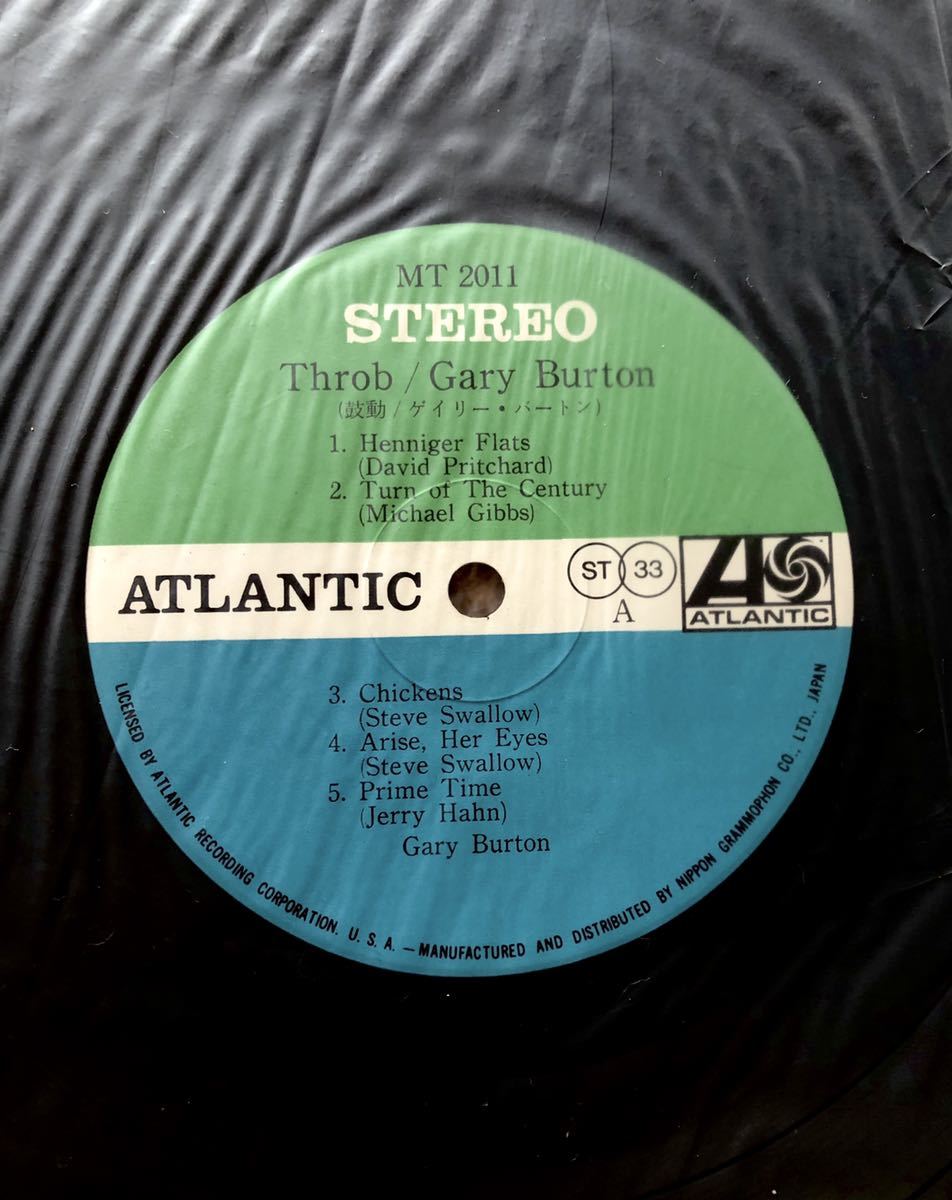 MT 2011
STEREO
Throb / Gary Burton
(鼓動/ゲイリー・バートン)
1. Henniger Flats
(David Pritchard)
2. Turn of The Century
(Michael Gibbs)
ATLANTIC
ST 33
A
ATLANTIC
3. Chickens
(Steve Swallow)
4. Arise, Her Eyes
(Steve Swallow)
5. Prime Time
(Jerry Hahn)
Gary Burton
LICENSED BY ATLANTIC RECORDING CORPORATION. U. S. A. — MANUFACTURED AND DISTRIBUTED BY NIPPON GRAMMOPHON CO., LTD., JAPAN